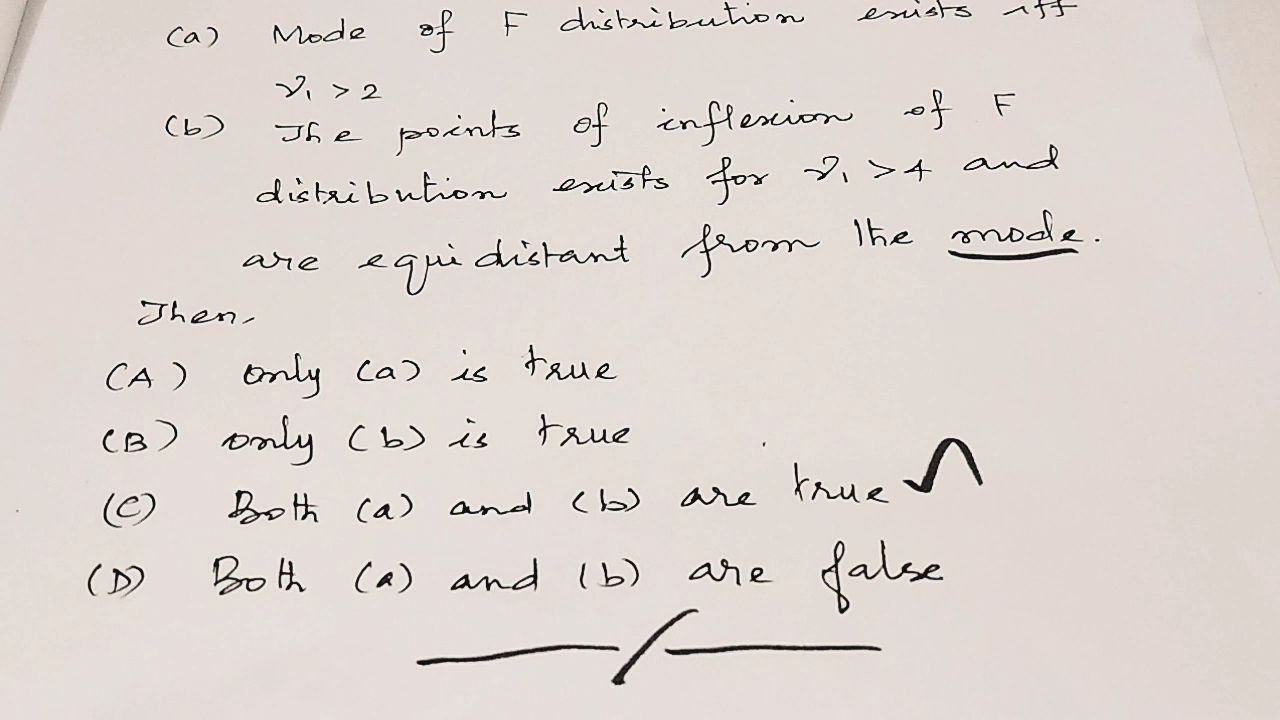 (a) Mode of F distribution exists iff
ν₁ > 2
(b) The points of inflexion of F
distribution exists for ν₁ > 4 and
are equidistant from the mode.
Then,
(A) only (a) is true
(B) only (b) is true
(C) Both (a) and (b) are true
(D) Both (a) and (b) are false